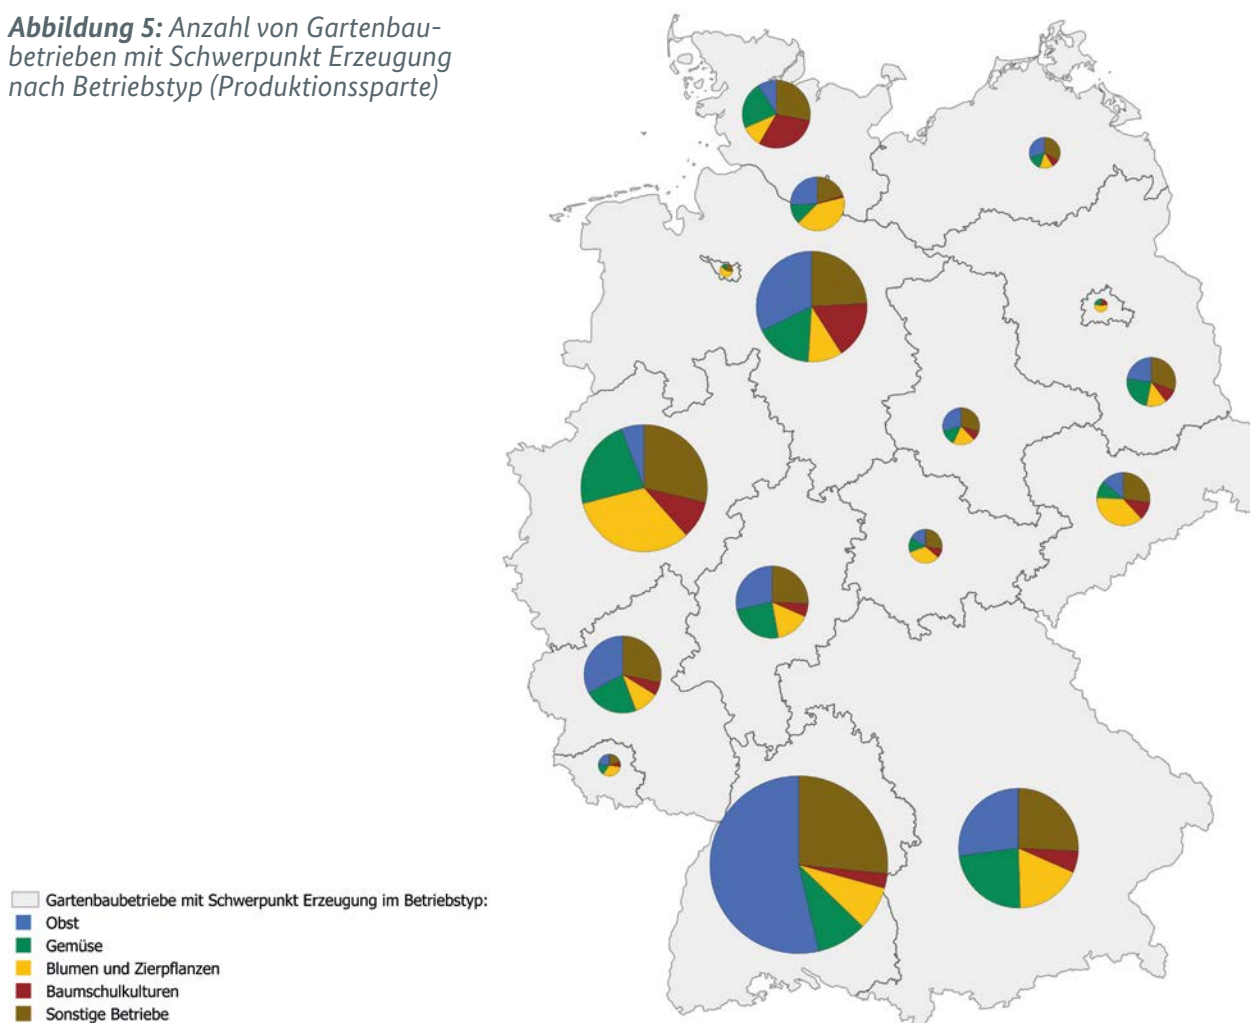 Abbildung 5: Anzahl von Gartenbau-
betrieben mit Schwerpunkt Erzeugung
nach Betriebstyp (Produktionssparte)
Gartenbaubetriebe mit Schwerpunkt Erzeugung im Betriebstyp:
Obst
Gemüse
Blumen und Zierpflanzen
Baumschulkulturen
Sonstige Betriebe